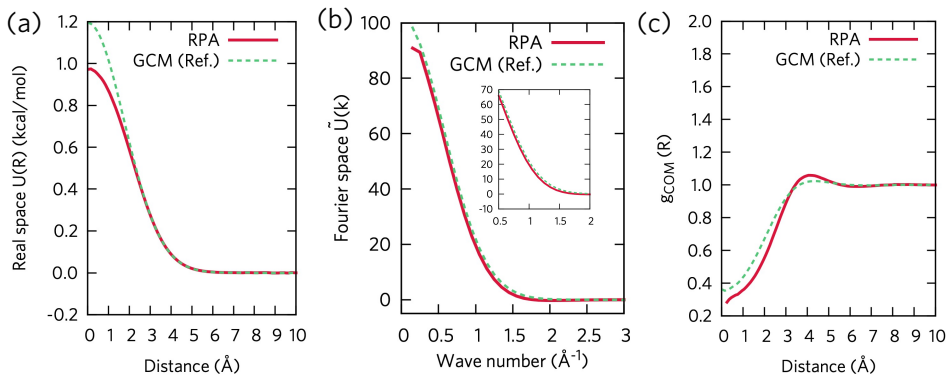 (a)
Real space U(R) (kcal/mol)
1.2
1.0
0.8
0.6
0.4
0.2
0.0
-0.2
RPA
GCM (Ref.)
0 1 2 3 4 5 6 7 8 9 10
Distance (Å)
(b)
Fourier space Ũ(k)
100
80
60
40
20
0
RPA
GCM (Ref.)
70
60
50
40
30
20
10
0
-10
0.5 1 1.5 2
0 0.5 1 1.5 2 2.5 3
Wave number (Å-1)
(c)
gCOM (R)
2.0
1.8
1.6
1.4
1.2
1.0
0.8
0.6
0.4
0.2
RPA
GCM (Ref.)
0 1 2 3 4 5 6 7 8 9 10
Distance (Å)